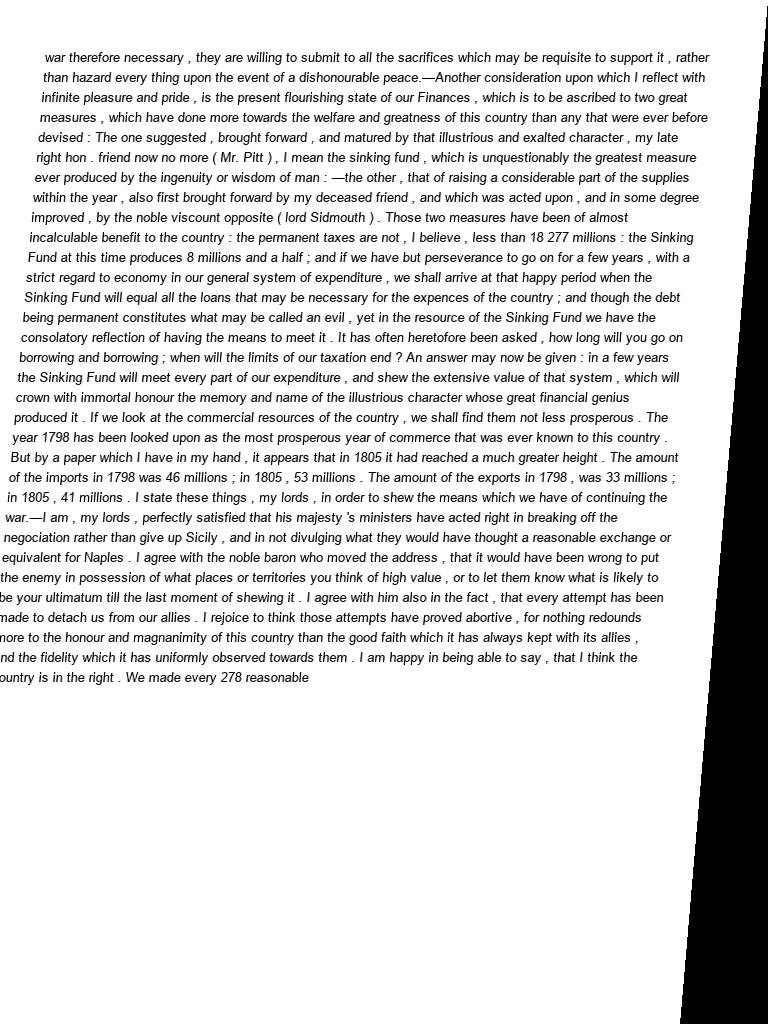 war therefore necessary , they are willing to submit to all the sacrifices which may be requisite to support it , rather
than hazard every thing upon the event of a dishonourable peace.—Another consideration upon which I reflect with
infinite pleasure and pride , is the present flourishing state of our Finances , which is to be ascribed to two great
measures , which have done more towards the welfare and greatness of this country than any that were ever before
devised : The one suggested , brought forward , and matured by that illustrious and exalted character , my late
right hon . friend now no more ( Mr. Pitt ) , I mean the sinking fund , which is unquestionably the greatest measure
ever produced by the ingenuity or wisdom of man : —the other , that of raising a considerable part of the supplies
within the year , also first brought forward by my deceased friend , and which was acted upon , and in some degree
improved , by the noble viscount opposite ( lord Sidmouth ) . Those two measures have been of almost
incalculable benefit to the country : the permanent taxes are not , I believe , less than 18 277 millions : the Sinking
Fund at this time produces 8 millions and a half ; and if we have but perseverance to go on for a few years , with a
strict regard to economy in our general system of expenditure , we shall arrive at that happy period when the
Sinking Fund will equal all the loans that may be necessary for the expences of the country ; and though the debt
being permanent constitutes what may be called an evil , yet in the resource of the Sinking Fund we have the
consolatory reflection of having the means to meet it . It has often heretofore been asked , how long will you go on
borrowing and borrowing ; when will the limits of our taxation end ? An answer may now be given : in a few years
the Sinking Fund will meet every part of our expenditure , and shew the extensive value of that system , which will
crown with immortal honour the memory and name of the illustrious character whose great financial genius
produced it . If we look at the commercial resources of the country , we shall find them not less prosperous . The
year 1798 has been looked upon as the most prosperous year of commerce that was ever known to this country .
But by a paper which I have in my hand , it appears that in 1805 it had reached a much greater height . The amount
of the imports in 1798 was 46 millions ; in 1805 , 53 millions . The amount of the exports in 1798 , was 33 millions ;
in 1805 , 41 millions . I state these things , my lords , in order to shew the means which we have of continuing the
war.—I am , my lords , perfectly satisfied that his majesty 's ministers have acted right in breaking off the
negociation rather than give up Sicily , and in not divulging what they would have thought a reasonable exchange or
equivalent for Naples . I agree with the noble baron who moved the address , that it would have been wrong to put
the enemy in possession of what places or territories you think of high value , or to let them know what is likely to
be your ultimatum till the last moment of shewing it . I agree with him also in the fact , that every attempt has been
made to detach us from our allies . I rejoice to think those attempts have proved abortive , for nothing redounds
more to the honour and magnanimity of this country than the good faith which it has always kept with its allies ,
nd the fidelity which it has uniformly observed towards them . I am happy in being able to say , that I think the
ountry is in the right . We made every 278 reasonable